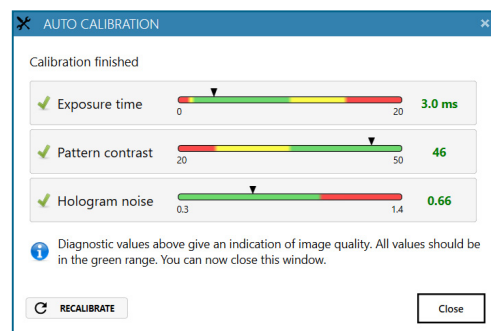 AUTO CALIBRATION
Calibration finished
Exposure time 0 20 3.0 ms
Pattern contrast 20 50 46
Hologram noise 0.3 1.4 0.66
Diagnostic values above give an indication of image quality. All values should be
in the green range. You can now close this window.
RECALIBRATE Close